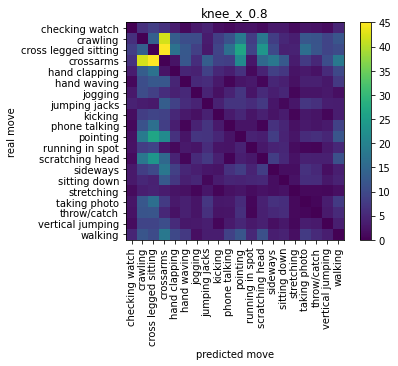 knee_x_0.8
real move
checking watch
crawling
cross legged sitting
crossarms
hand clapping
hand waving
jogging
jumping jacks
kicking
phone talking
pointing
running in spot
scratching head
sideways
sitting down
stretching
taking photo
throw/catch
vertical jumping
walking
checking watch
crawling
cross legged sitting
crossarms
hand clapping
hand waving
jogging
jumping jacks
kicking
phone talking
pointing
running in spot
scratching head
sideways
sitting down
stretching
taking photo
throw/catch
vertical jumping
walking
predicted move
45
40
35
30
25
20
15
10
5
0